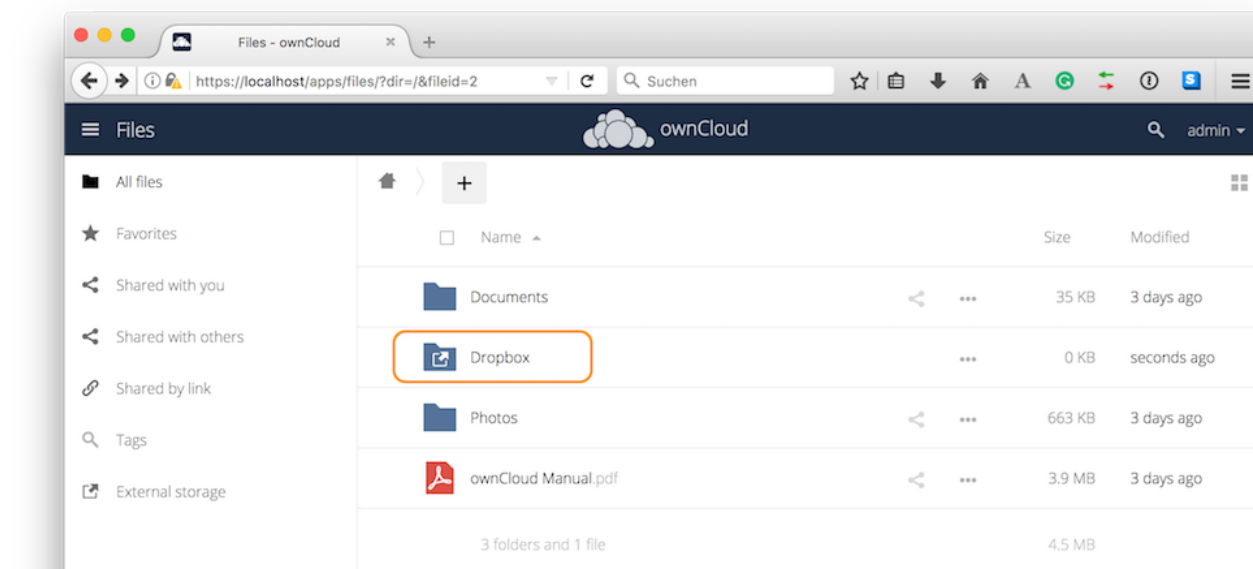 Files - ownCloud
https://localhost/apps/files/?dir=/&fileid=2
Suchen
Files
ownCloud
admin
All files
Favorites
Shared with you
Shared with others
Shared by link
Tags
External storage
Name Size Modified
Documents 35 KB 3 days ago
Dropbox 0 KB seconds ago
Photos 663 KB 3 days ago
ownCloud Manual.pdf 3.9 MB 3 days ago
3 folders and 1 file 4.5 MB